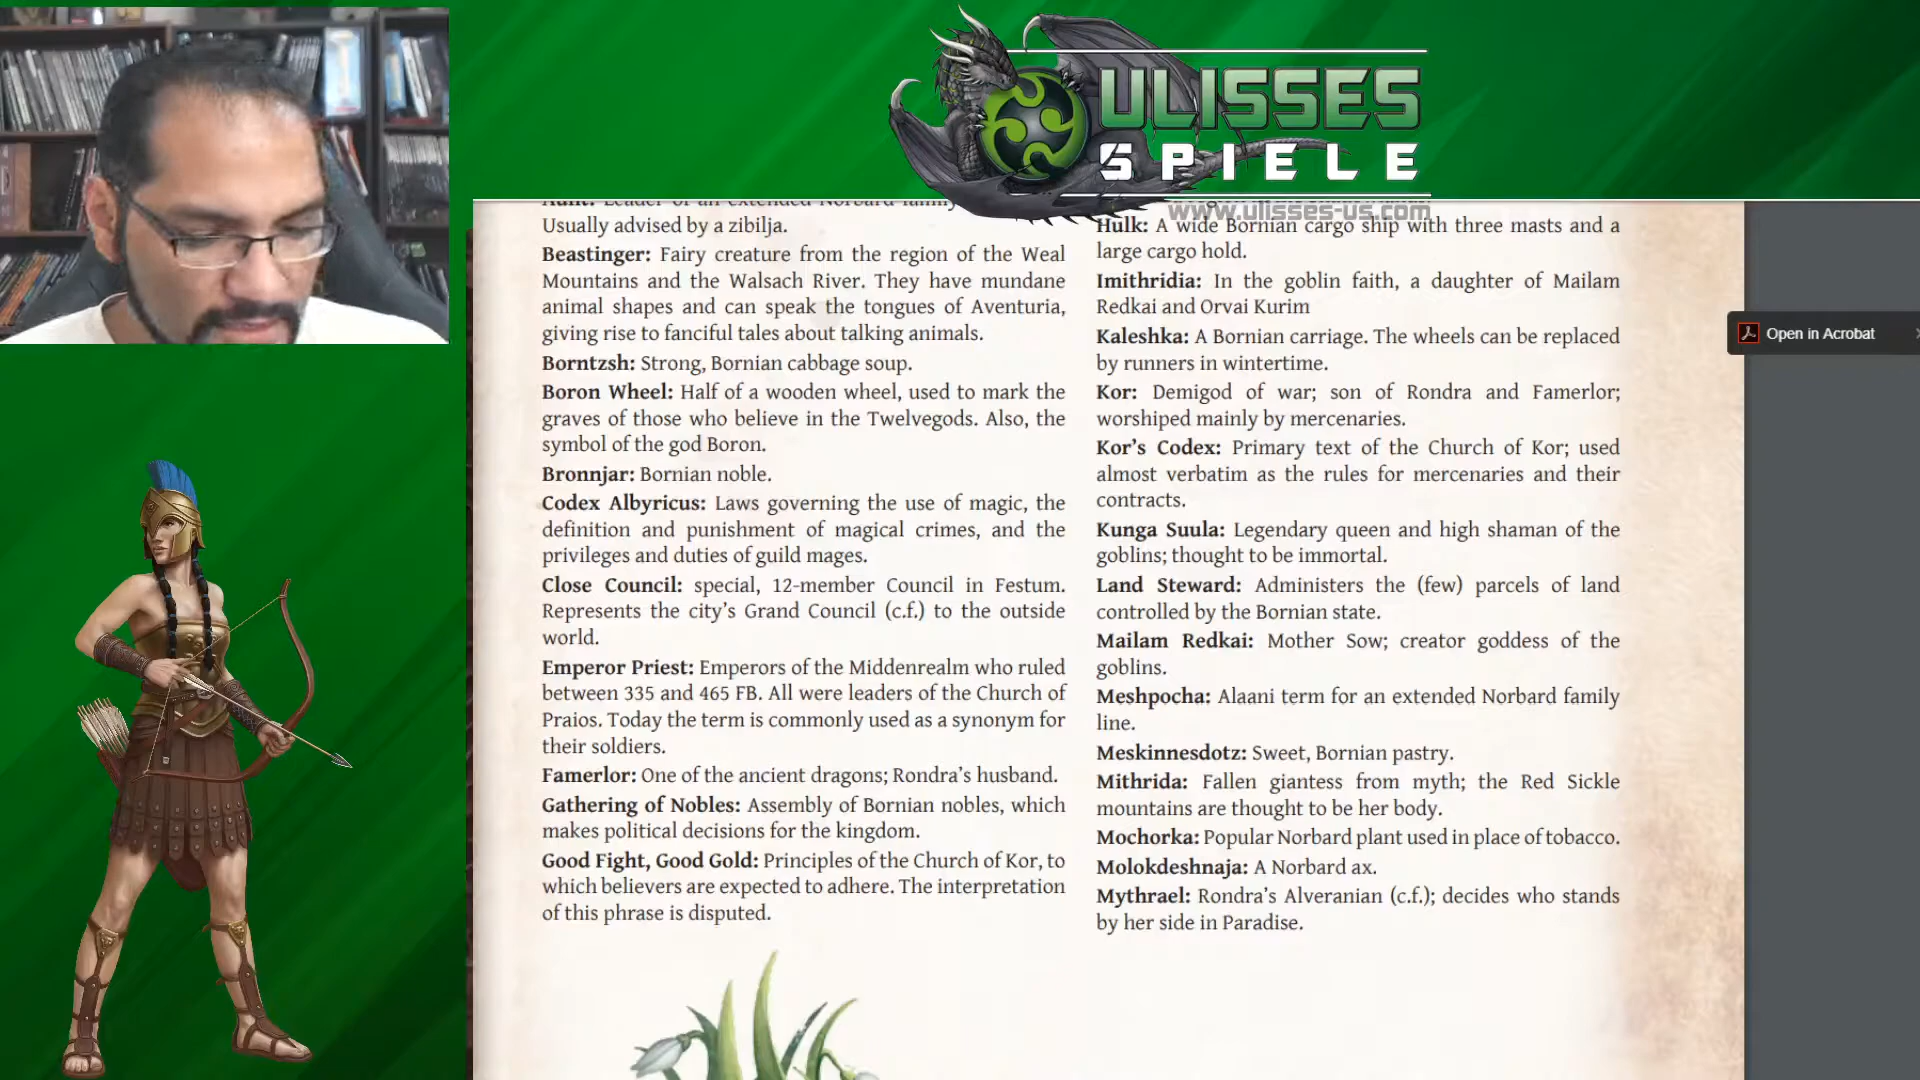 ULISSES
SPIELE
www.ulisses-us.com
Usually advised by a zibilja.
Beastinger: Fairy creature from the region of the Weal
Mountains and the Walsach River. They have mundane
animal shapes and can speak the tongues of Aventuria,
giving rise to fanciful tales about talking animals.
Borntzsh: Strong, Bornian cabbage soup.
Boron Wheel: Half of a wooden wheel, used to mark the
graves of those who believe in the Twelvegods. Also, the
symbol of the god Boron.
Bronnjar: Bornian noble.
Codex Albyricus: Laws governing the use of magic, the
definition and punishment of magical crimes, and the
privileges and duties of guild mages.
Close Council: special, 12-member Council in Festum.
Represents the city's Grand Council (c.f.) to the outside
world.
Emperor Priest: Emperors of the Middenrealm who ruled
between 335 and 465 FB. All were leaders of the Church of
Praios. Today the term is commonly used as a synonym for
their soldiers.
Famerlor: One of the ancient dragons; Rondra's husband.
Gathering of Nobles: Assembly of Bornian nobles, which
makes political decisions for the kingdom.
Good Fight, Good Gold: Principles of the Church of Kor, to
which believers are expected to adhere. The interpretation
of this phrase is disputed.
Hulk: A wide Bornian cargo ship with three masts and a
large cargo hold.
Imithridia: In the goblin faith, a daughter of Mailam
Redkai and Orvai Kurim
Kaleshka: A Bornian carriage. The wheels can be replaced
by runners in wintertime.
Kor: Demigod of war; son of Rondra and Famerlor;
worshiped mainly by mercenaries.
Kor's Codex: Primary text of the Church of Kor; used
almost verbatim as the rules for mercenaries and their
contracts.
Kunga Suula: Legendary queen and high shaman of the
goblins; thought to be immortal.
Land Steward: Administers the (few) parcels of land
controlled by the Bornian state.
Mailam Redkai: Mother Sow; creator goddess of the
goblins.
Meshpocha: Alaani term for an extended Norbard family
line.
Meskinnesdotz: Sweet, Bornian pastry.
Mithrida: Fallen giantess from myth; the Red Sickle
mountains are thought to be her body.
Mochorka: Popular Norbard plant used in place of tobacco.
Molokdeshnaja: A Norbard ax.
Mythrael: Rondra's Alveranian (c.f.); decides who stands
by her side in Paradise.
Open in Acrobat